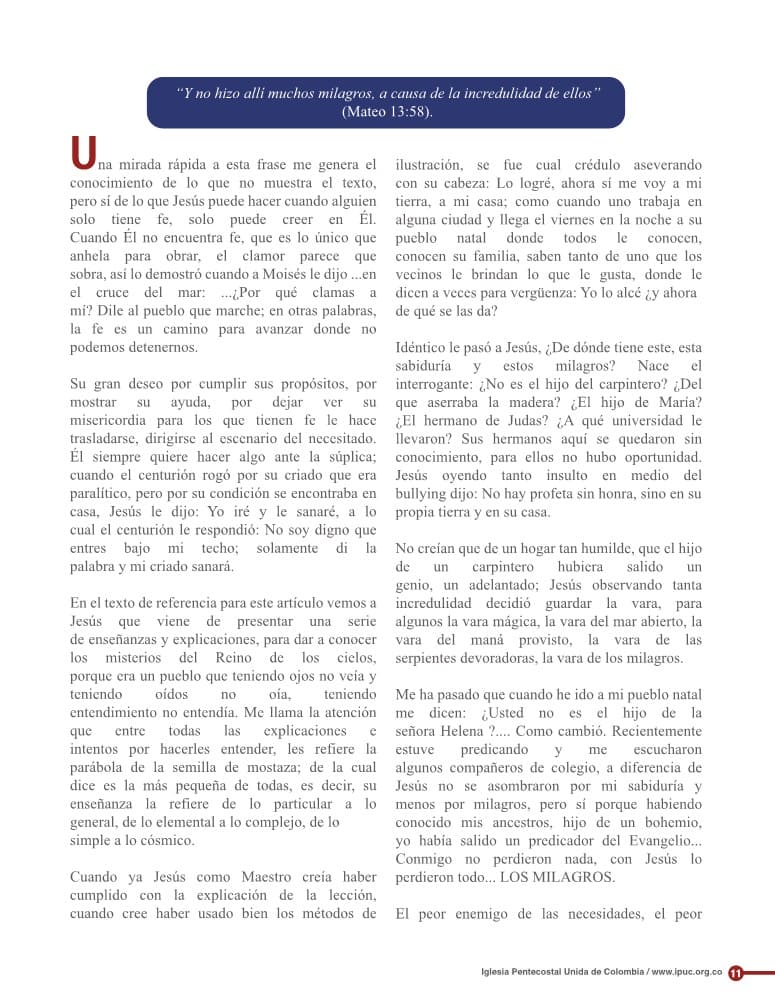 “Y no hizo allí muchos milagros, a causa de la incredulidad de ellos”
(Mateo 13:58).
Una mirada rápida a esta frase me genera el
conocimiento de lo que no muestra el texto,
pero sí de lo que Jesús puede hacer cuando alguien
solo tiene fe, solo puede creer en Él.
Cuando Él no encuentra fe, que es lo único que
anhela para obrar, el clamor parece que
sobra, así lo demostró cuando a Moisés le dijo ...en
el cruce del mar: ...¿Por qué clamas a
mí? Dile al pueblo que marche; en otras palabras,
la fe es un camino para avanzar donde no
podemos detenernos.
Su gran deseo por cumplir sus propósitos, por
mostrar su ayuda, por dejar ver su
misericordia para los que tienen fe le hace
trasladarse, dirigirse al escenario del necesitado.
Él siempre quiere hacer algo ante la súplica;
cuando el centurión rogó por su criado que era
paralítico, pero por su condición se encontraba en
casa, Jesús le dijo: Yo iré y le sanaré, a lo
cual el centurión le respondió: No soy digno que
entres bajo mi techo; solamente di la
palabra y mi criado sanará.
En el texto de referencia para este artículo vemos a
Jesús que viene de presentar una serie
de enseñanzas y explicaciones, para dar a conocer
los misterios del Reino de los cielos,
porque era un pueblo que teniendo ojos no veía y
teniendo oídos no oía, teniendo
entendimiento no entendía. Me llama la atención
que entre todas las explicaciones e
intentos por hacerles entender, les refiere la
parábola de la semilla de mostaza; de la cual
dice es la más pequeña de todas, es decir, su
enseñanza la refiere de lo particular a lo
general, de lo elemental a lo complejo, de lo
simple a lo cósmico.
Cuando ya Jesús como Maestro creía haber
cumplido con la explicación de la lección,
cuando cree haber usado bien los métodos de
ilustración, se fue cual crédulo aseverando
con su cabeza: Lo logré, ahora sí me voy a mi
tierra, a mi casa; como cuando uno trabaja en
alguna ciudad y llega el viernes en la noche a su
pueblo natal donde todos le conocen,
conocen su familia, saben tanto de uno que los
vecinos le brindan lo que le gusta, donde le
dicen a veces para vergüenza: Yo lo alcé ¿y ahora
de qué se las da?
Idéntico le pasó a Jesús, ¿De dónde tiene este, esta
sabiduría y estos milagros? Nace el
interrogante: ¿No es el hijo del carpintero? ¿Del
que aserraba la madera? ¿El hijo de María?
¿El hermano de Judas? ¿A qué universidad le
llevaron? Sus hermanos aquí se quedaron sin
conocimiento, para ellos no hubo oportunidad.
Jesús oyendo tanto insulto en medio del
bullying dijo: No hay profeta sin honra, sino en su
propia tierra y en su casa.
No creían que de un hogar tan humilde, que el hijo
de un carpintero hubiera salido un
genio, un adelantado; Jesús observando tanta
incredulidad decidió guardar la vara, para
algunos la vara mágica, la vara del mar abierto, la
vara del maná provisto, la vara de las
serpientes devoradoras, la vara de los milagros.
Me ha pasado que cuando he ido a mi pueblo natal
me dicen: ¿Usted no es el hijo de la
señora Helena ?.... Como cambió. Recientemente
estuve predicando y me escucharon
algunos compañeros de colegio, a diferencia de
Jesús no se asombraron por mi sabiduría y
menos por milagros, pero sí porque habiendo
conocido mis ancestros, hijo de un bohemio,
yo había salido un predicador del Evangelio...
Conmigo no perdieron nada, con Jesús lo
perdieron todo... LOS MILAGROS.
El peor enemigo de las necesidades, el peor
Iglesia Pentecostal Unida de Colombia / www.ipuc.org.co 11